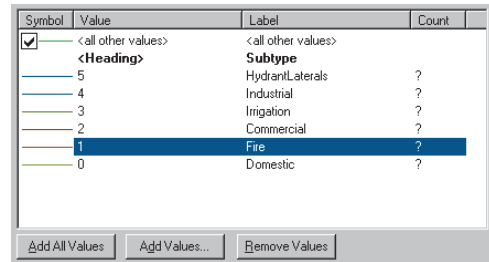 Symbol Value Label Count
<all other values> <all other values>
<Heading> Subtype
5 HydrantLaterals ?
4 Industrial ?
3 Irrigation ?
2 Commercial ?
1 Fire ?
0 Domestic ?
Add All Values Add Values... Remove Values